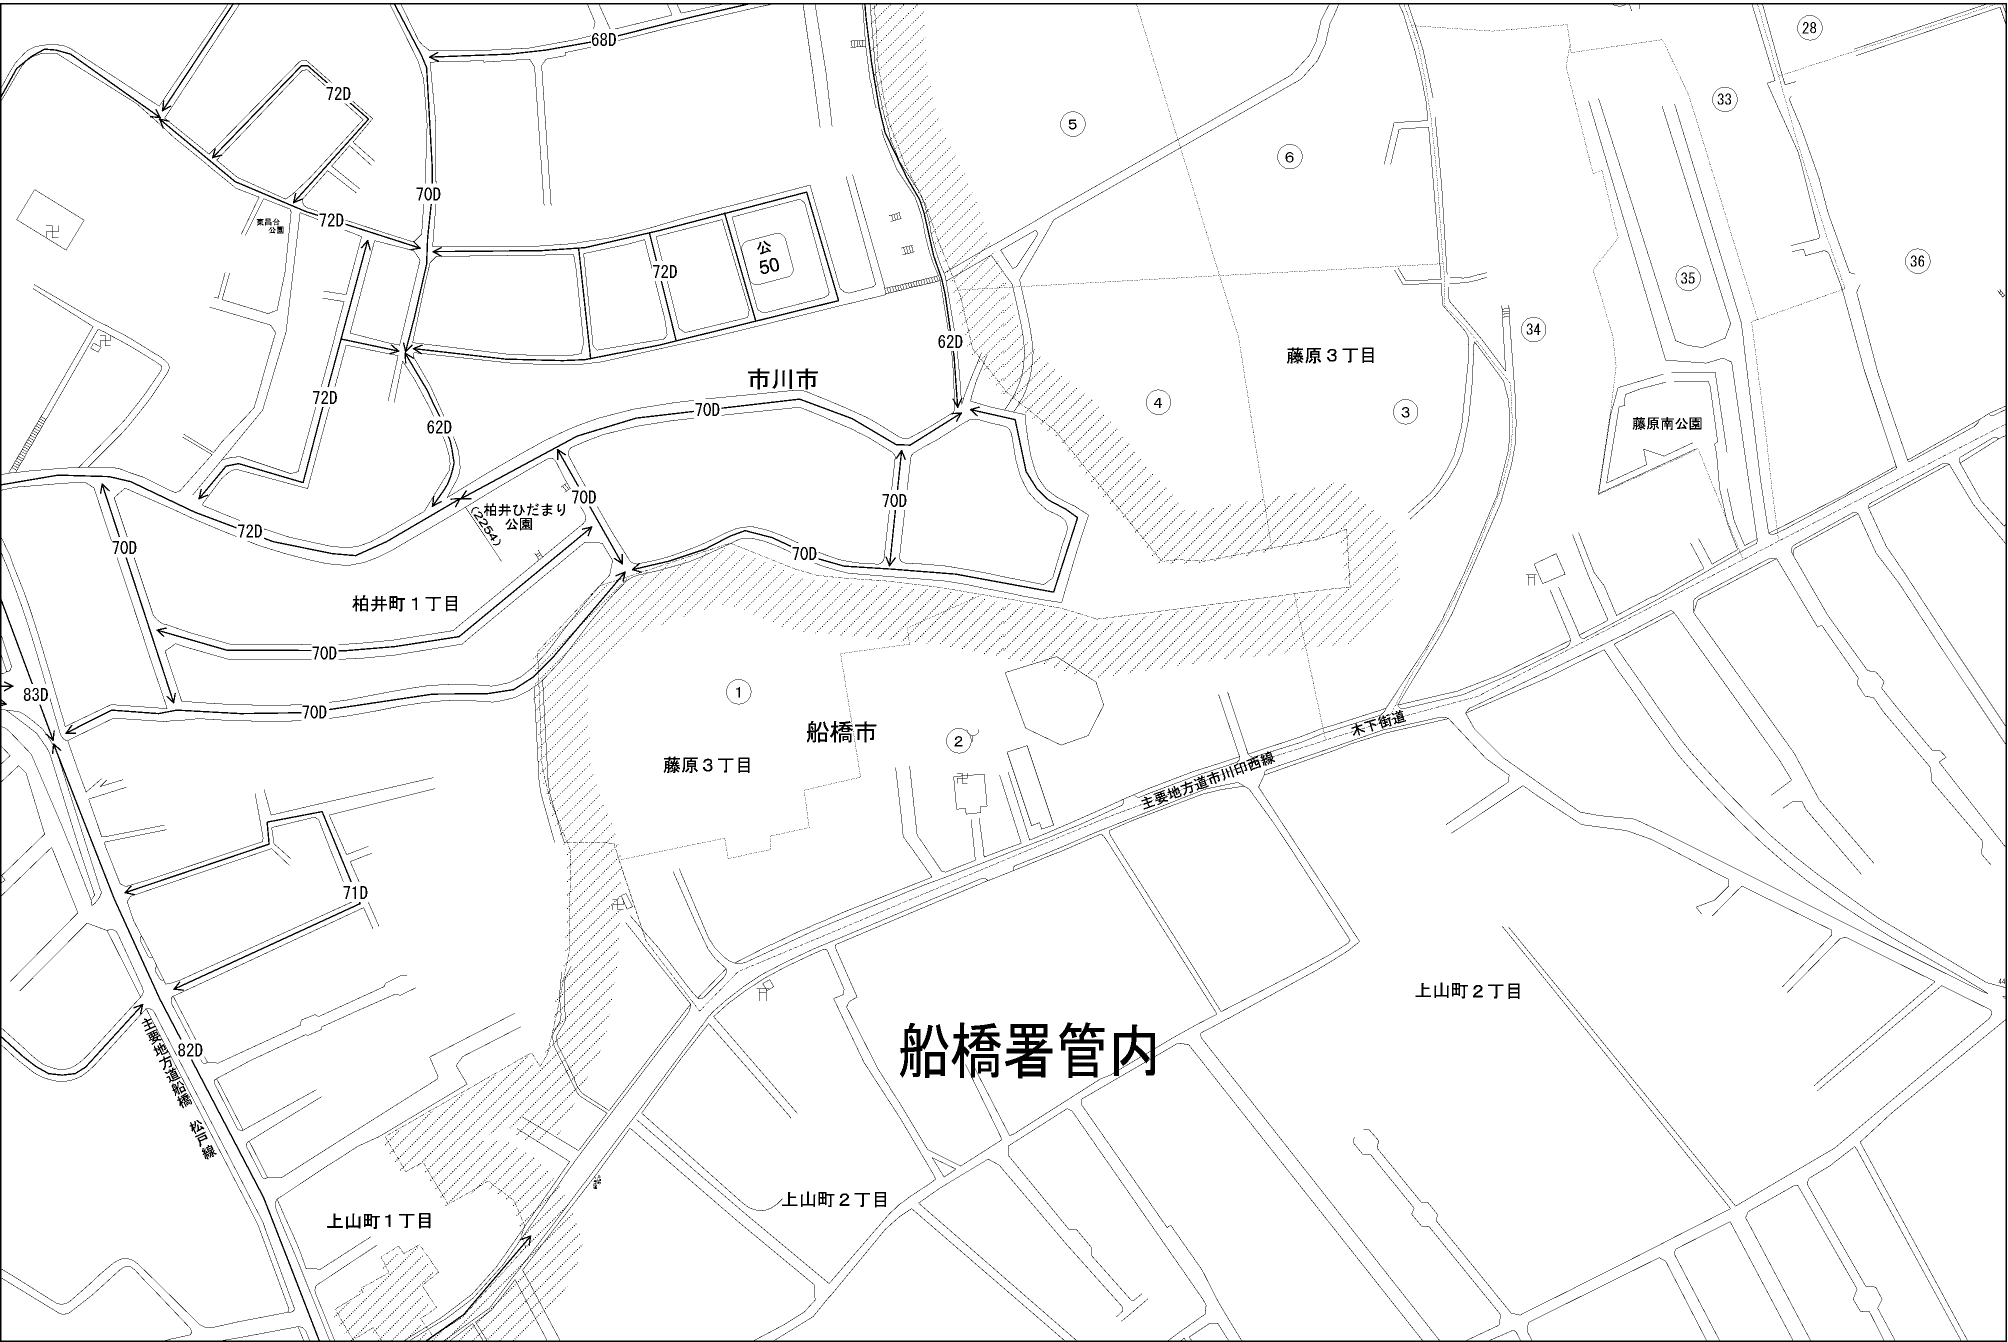 68D
28
72D
33
5
6
70D
72D
東昌台
公園
公
50
72D
36
35
34
62D
藤原３丁目
市川市
72D
70D
4
3
62D
藤原南公園
70D
70D
柏井ひだまり
公園
(2254)
72D
70D
70D
柏井町１丁目
70D
83D
70D
1
船橋市
2
木下街道
藤原３丁目
主要地方道市川印西線
71D
上山町２丁目
船橋署管内
82D
主要地方道船橋　松戸線
上山町２丁目
上山町１丁目